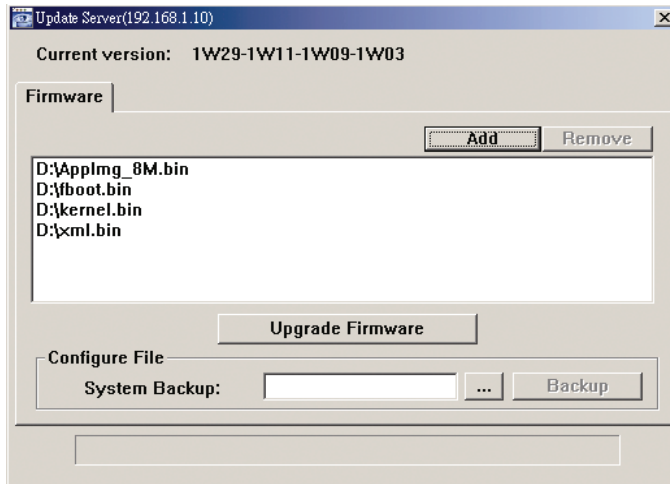 Update Server(192.168.1.10)
Current version: 1W29-1W11-1W09-1W03
Firmware
Add Remove
D:\AppImg_8M.bin
D:\fboot.bin
D:\kernel.bin
D:\xml.bin
Upgrade Firmware
Configure File
System Backup: ... Backup